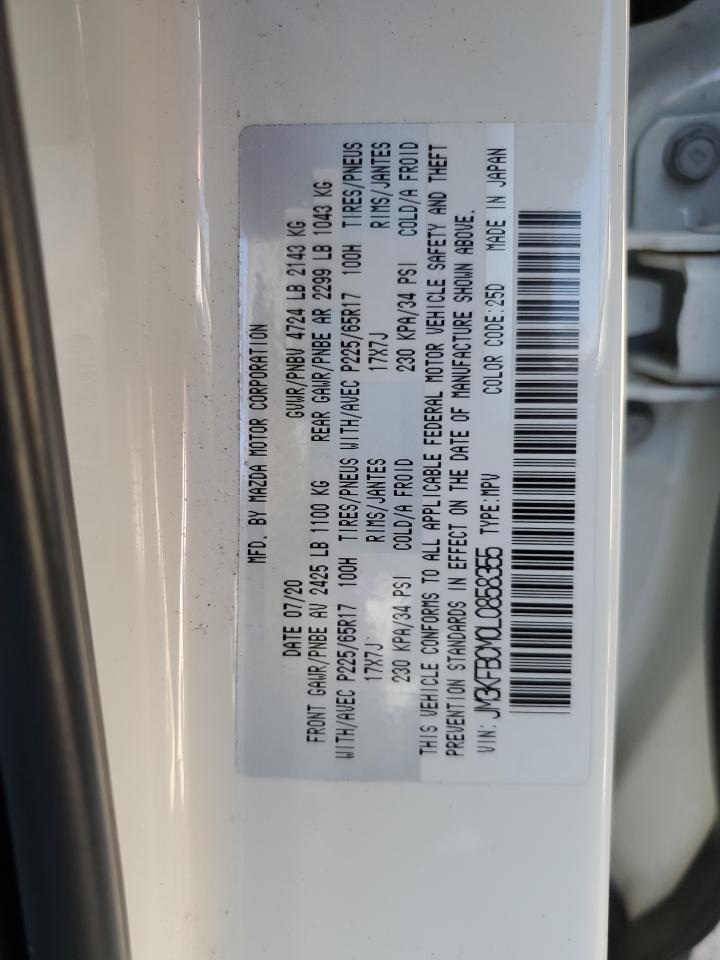 MFD. BY MAZDA MOTOR CORPORATION
DATE 07/20 GVWR/PNBV 4724 LB 2143 KG
FRONT GAWR/PNBE AV 2425 LB 1100 KG REAR GAWR/PNBE AR 2299 LB 1043 KG
WITH/AVEC P225/65R17 100H TIRES/PNEUS WITH/AVEC P225/65R17 100H TIRES/PNEUS
17X7J RIMS/JANTES 17X7J RIMS/JANTES
230 KPA/34 PSI COLD/A FROID 230 KPA/34 PSI COLD/A FROID
THIS VEHICLE CONFORMS TO ALL APPLICABLE FEDERAL MOTOR VEHICLE SAFETY AND THEFT
PREVENTION STANDARDS IN EFFECT ON THE DATE OF MANUFACTURE SHOWN ABOVE.
VIN: JM3KFBCM0L0858355 TYPE:MPV COLOR CODE:25D MADE IN JAPAN